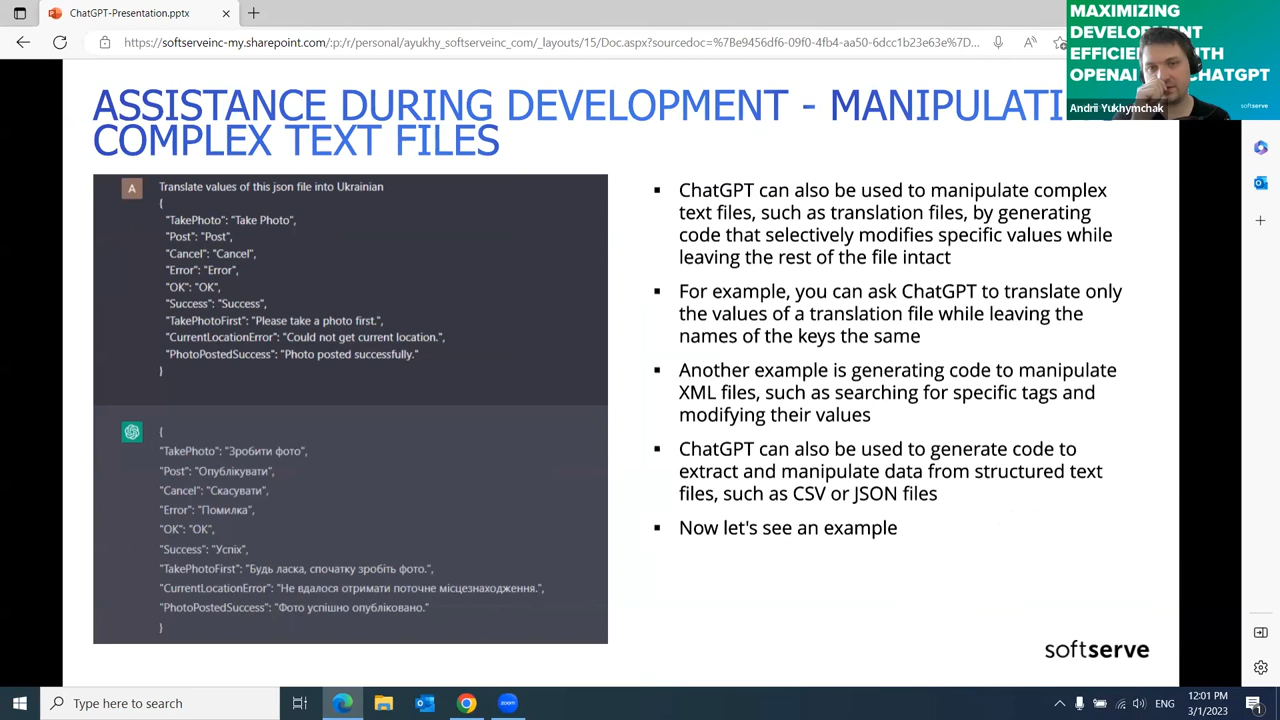 ChatGPT-Presentation.pptx
https://softserveinc-my.sharepoint.com/:p:/r/personal/ayukhy_softserveinc_com/_layouts/15/Doc.aspx?sourcedoc=%7Be9456df6-09f0-4fb4-aa50-6dcc1b23e63e%7D...
MAXIMIZING
DEVELOPMENT
EFFICIE TH
OPENAI CHATGPT
Andrii Yukhymchak
softserve
ASSISTANCE DURING DEVELOPMENT - MANIPULATI
COMPLEX TEXT FILES
A
Translate values of this json file into Ukrainian
{
"TakePhoto": "Take Photo",
"Post": "Post",
"Cancel": "Cancel",
"Error": "Error",
"OK": "OK",
"Success": "Success",
"TakePhotoFirst": "Please take a photo first.",
"CurrentLocationError": "Could not get current location.",
"PhotoPostedSuccess": "Photo posted successfully."
}
{
"TakePhoto": "Зробити фото",
"Post": "Опублікувати",
"Cancel": "Скасувати",
"Error": "Помилка",
"OK": "OK",
"Success": "Успіх",
"TakePhotoFirst": "Будь ласка, спочатку зробіть фото.",
"CurrentLocationError": "Не вдалося отримати поточне місцезнаходження.",
"PhotoPostedSuccess": "Фото успішно опубліковано."
}
ChatGPT can also be used to manipulate complex
text files, such as translation files, by generating
code that selectively modifies specific values while
leaving the rest of the file intact
For example, you can ask ChatGPT to translate only
the values of a translation file while leaving the
names of the keys the same
Another example is generating code to manipulate
XML files, such as searching for specific tags and
modifying their values
ChatGPT can also be used to generate code to
extract and manipulate data from structured text
files, such as CSV or JSON files
Now let's see an example
softserve
Type here to search
zoom
ENG
12:01 PM
3/1/2023
1